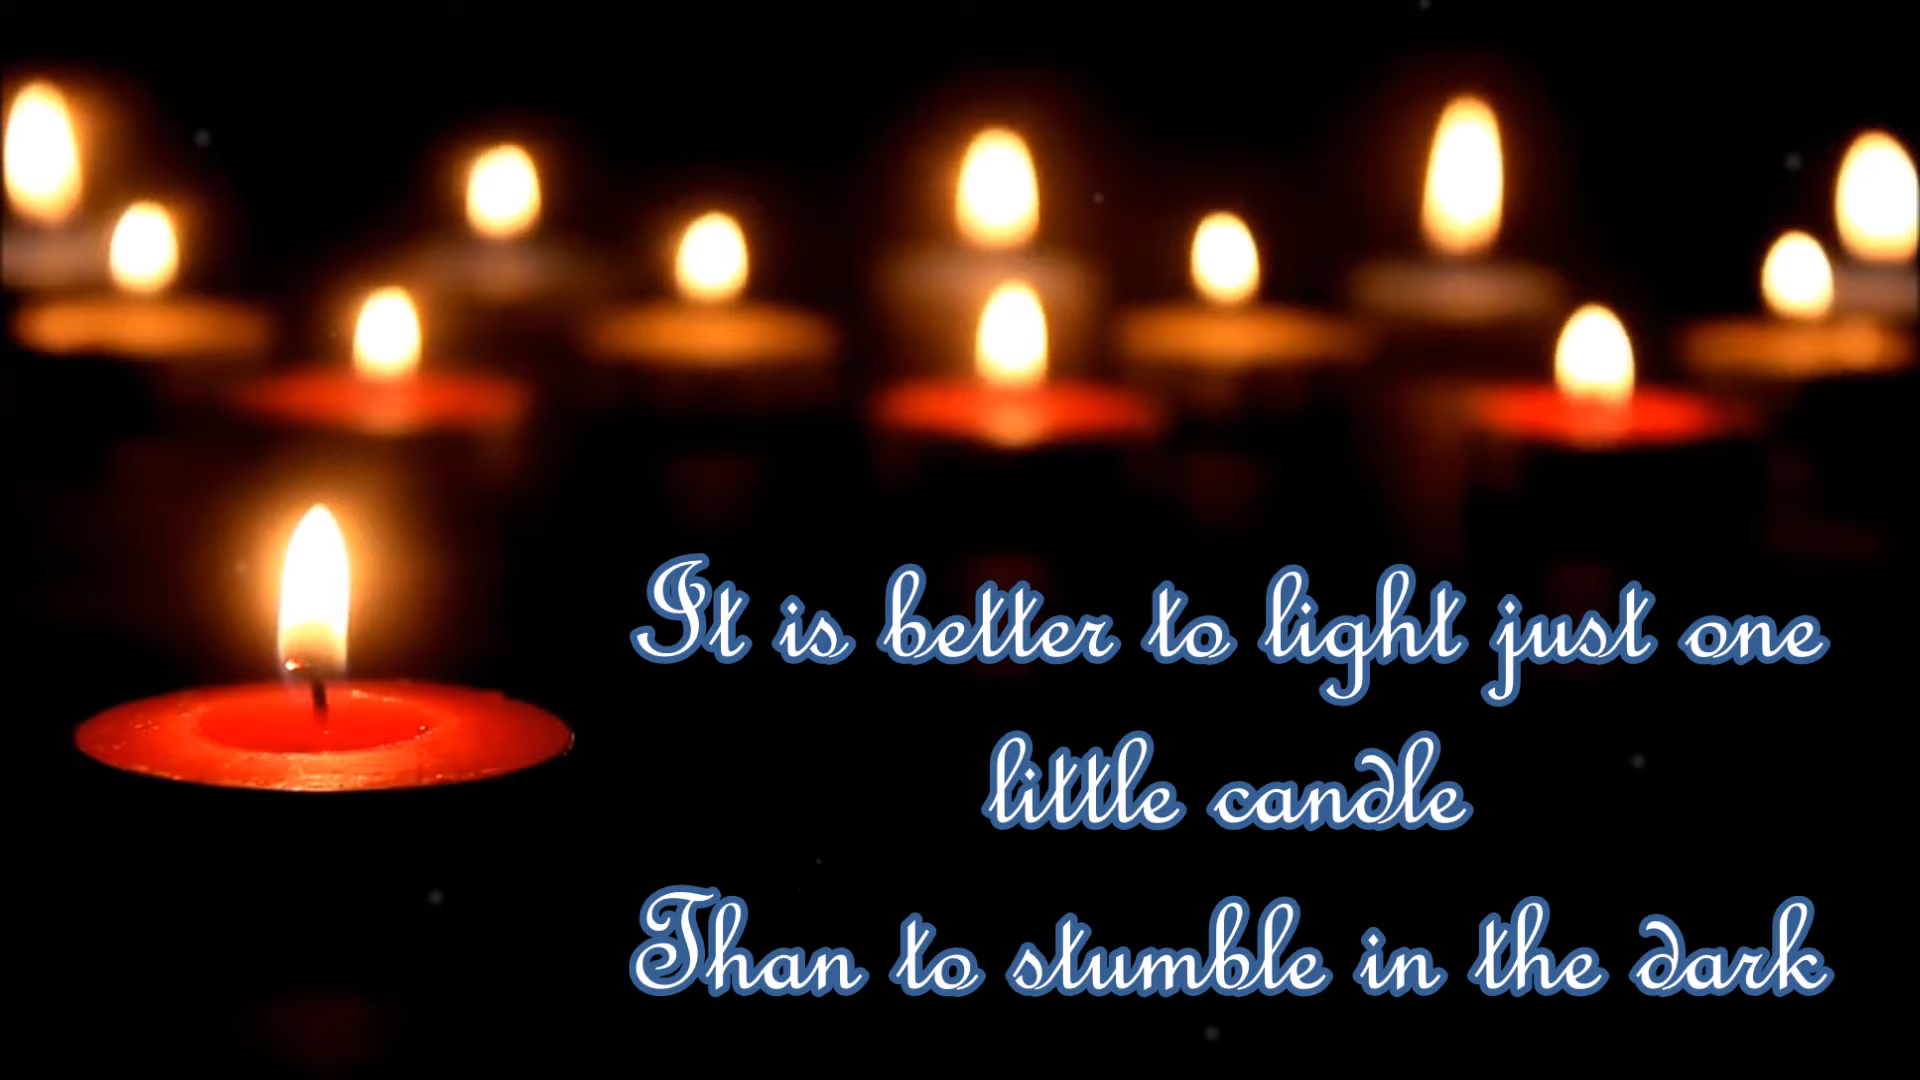 It is better to light just one
little candle
Than to stumble in the dark